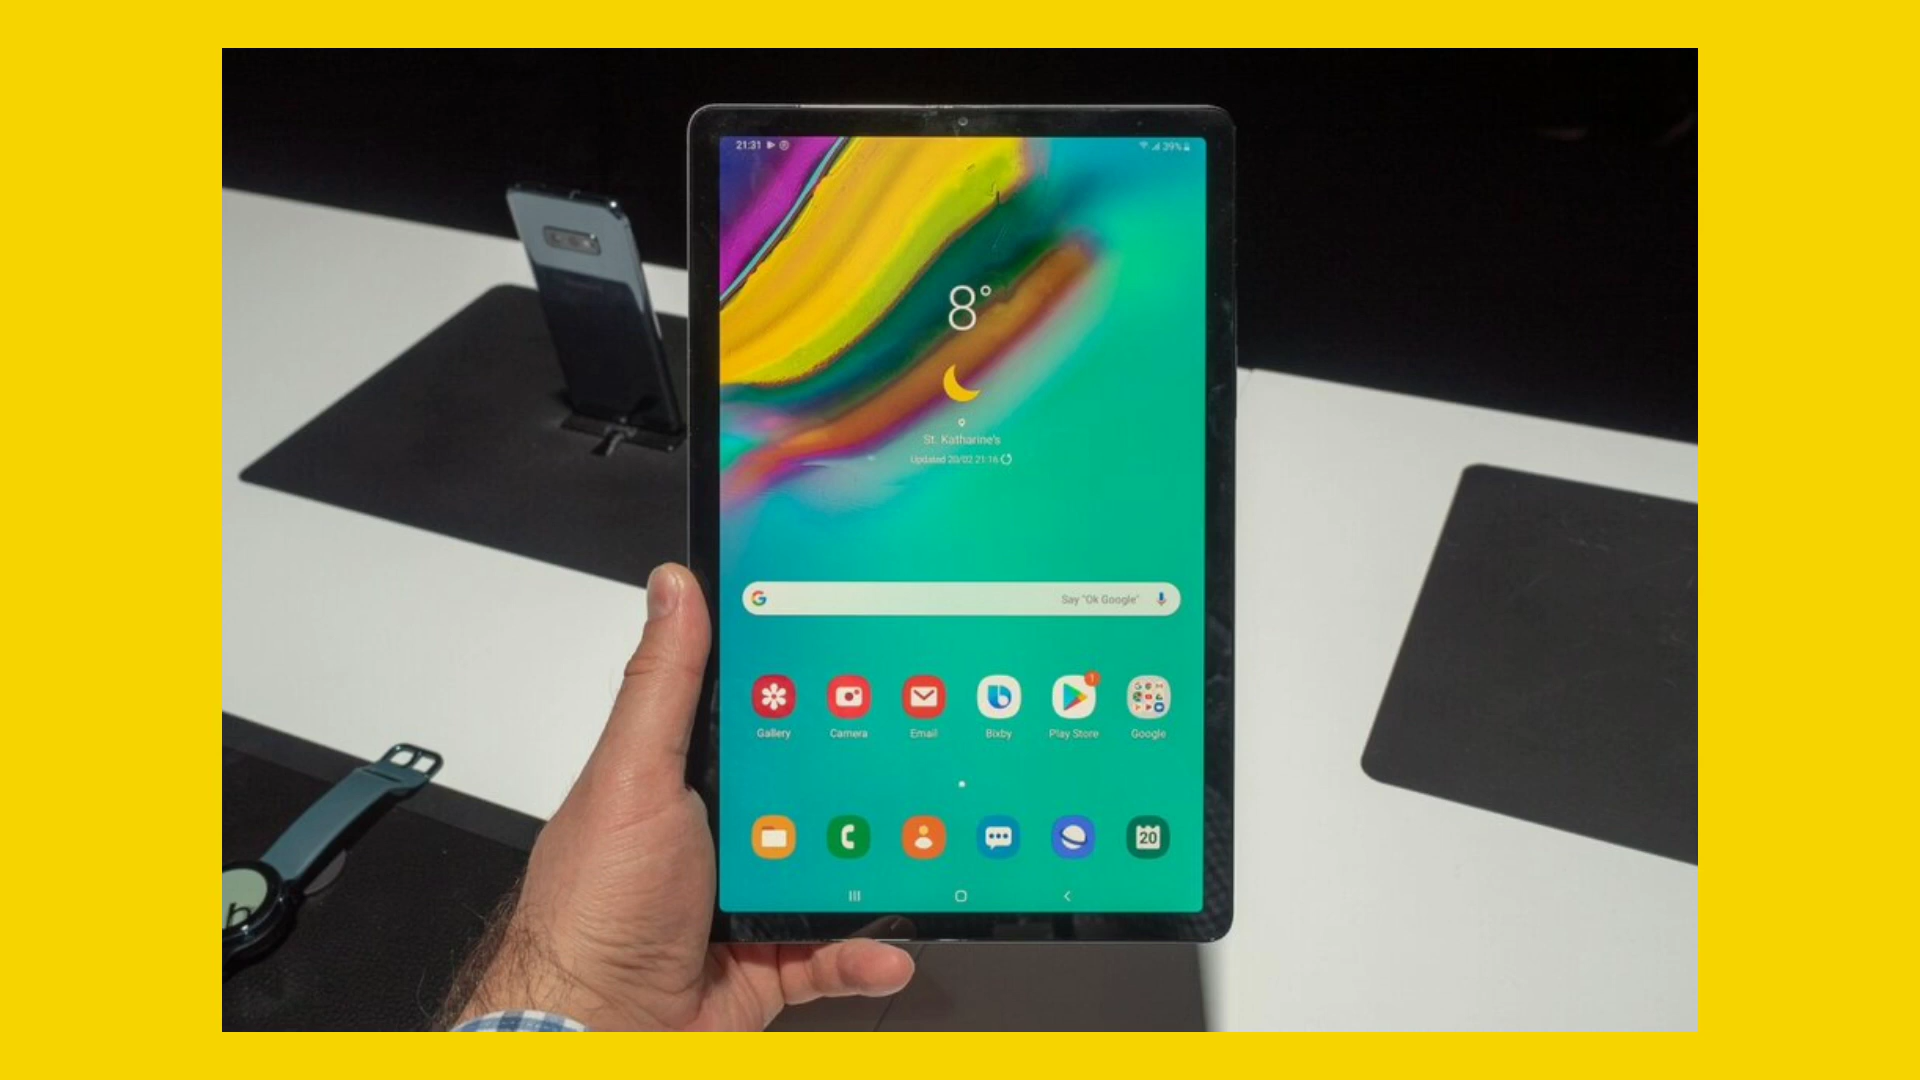 21:31
39%
8°
St. Katharine's
Updated 20/02 21:16
G Say "Ok Google"
1
Gallery Camera Email Bixby Play Store Google
20